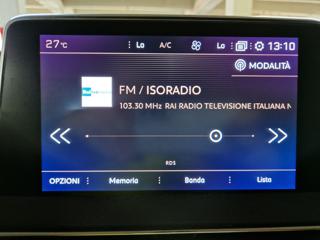 27°C Lo A/C Lo 13:10
MODALITÀ
FM / ISORADIO
103.30 MHz RAI RADIO TELEVISIONE ITALIANA N
RDS
OPZIONI Memoria Banda Lista